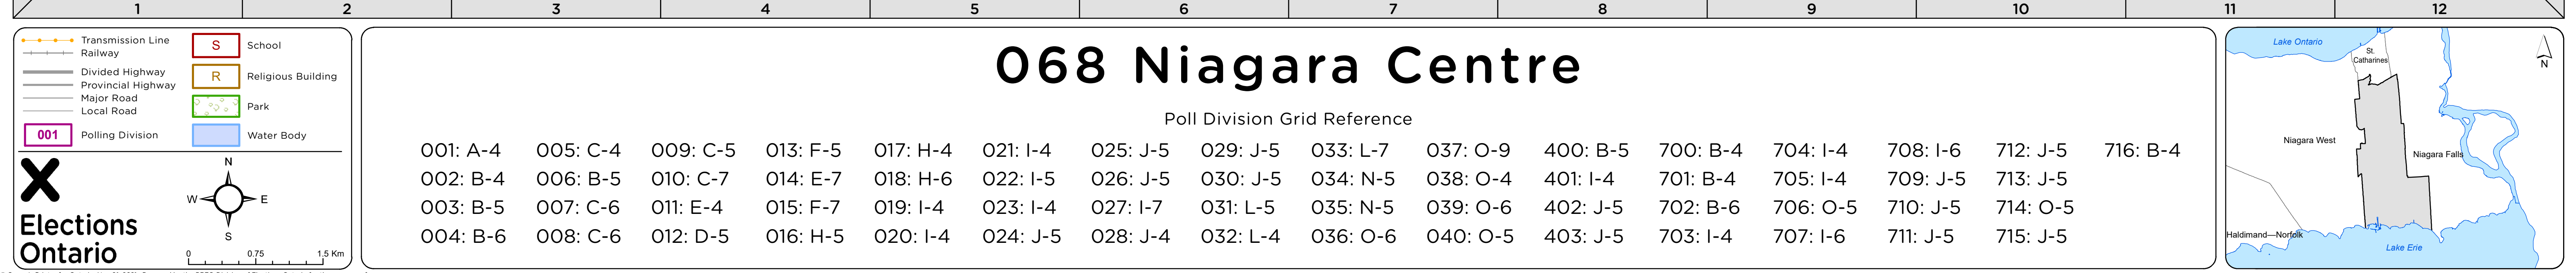 1 2 3 4 5 6 7 8 9 10 11 12
Transmission Line
Railway
Divided Highway
Provincial Highway
Major Road
Local Road
001 Polling Division
S School
R Religious Building
Park
Water Body
Elections
Ontario
N
W E
S
0 0.75 1.5 Km
068 Niagara Centre
Poll Division Grid Reference
001: A-4 005: C-4 009: C-5 013: F-5 017: H-4 021: I-4 025: J-5 029: J-5 033: L-7 037: O-9 400: B-5 700: B-4 704: I-4 708: I-6 712: J-5 716: B-4
002: B-4 006: B-5 010: C-7 014: E-7 018: H-6 022: I-5 026: J-5 030: J-5 034: N-5 038: O-4 401: I-4 701: B-4 705: I-4 709: J-5 713: J-5
003: B-5 007: C-6 011: E-4 015: F-7 019: I-4 023: I-4 027: I-7 031: L-5 035: N-5 039: O-6 402: J-5 702: B-6 706: O-5 710: J-5 714: O-5
004: B-6 008: C-6 012: D-5 016: H-5 020: I-4 024: J-5 028: J-4 032: L-4 036: O-6 040: O-5 403: J-5 703: I-4 707: I-6 711: J-5 715: J-5
Lake Ontario
St.
Catharines
N
Niagara West
Niagara Falls
Haldimand—Norfolk
Lake Erie